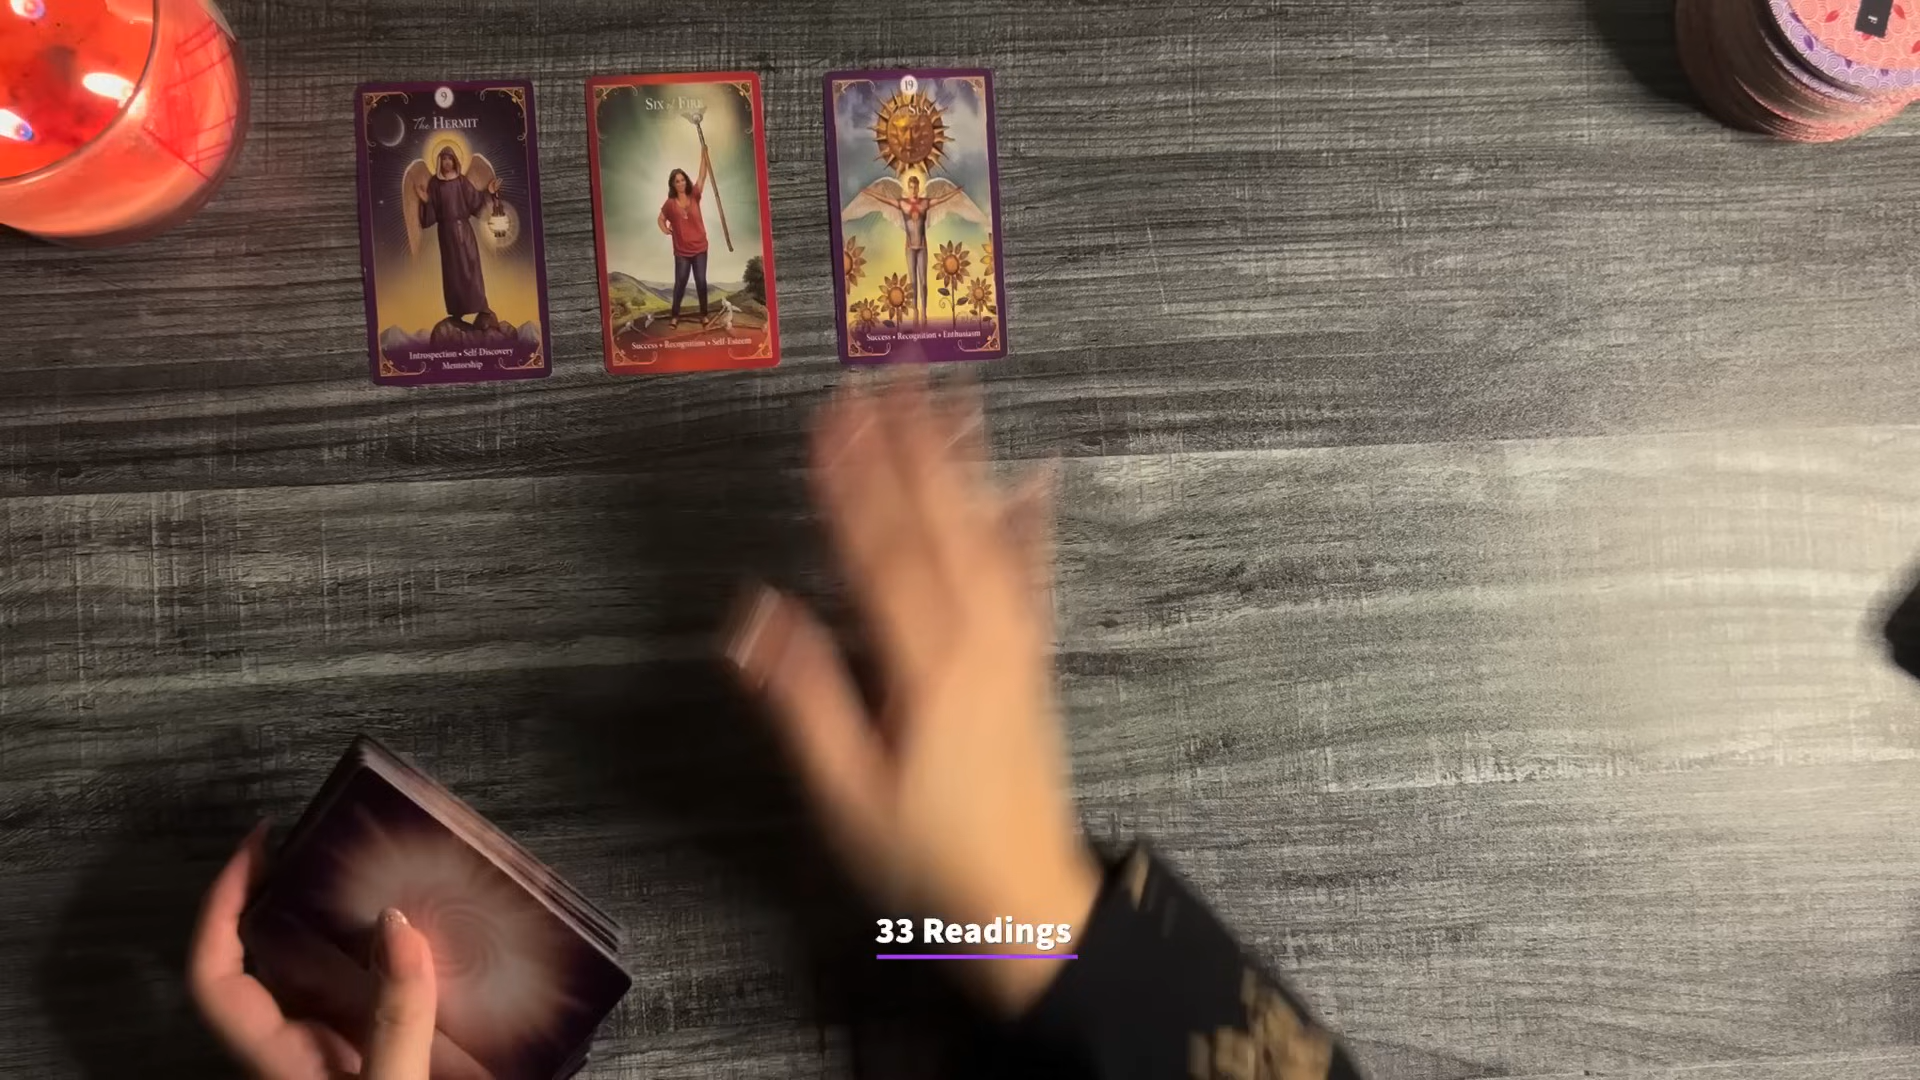 9
The HERMIT
Introspection • Self-Discovery
Mentorship
SIX of FIRE
Success • Recognition • Self-Esteem
19
SUN
Success • Recognition • Enthusiasm
33 Readings